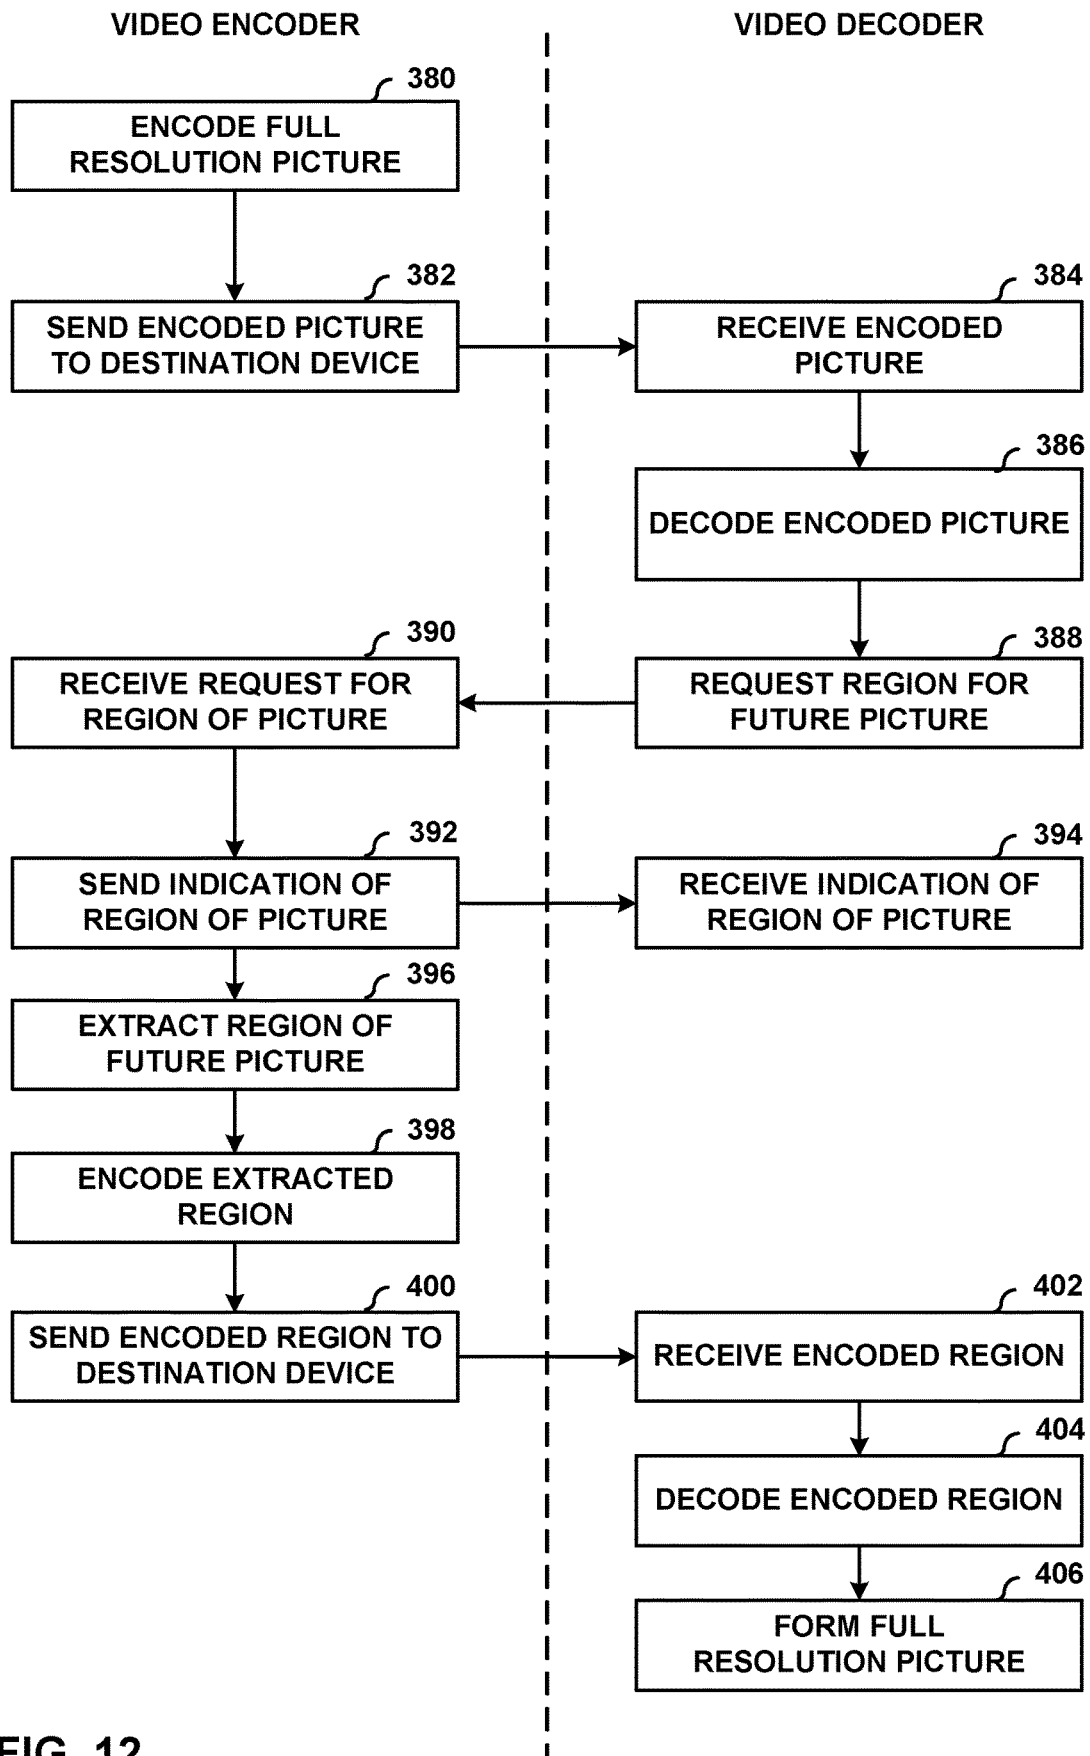 VIDEO ENCODER
VIDEO DECODER
380
ENCODE FULL
RESOLUTION PICTURE
382
SEND ENCODED PICTURE
TO DESTINATION DEVICE
384
RECEIVE ENCODED
PICTURE
386
DECODE ENCODED PICTURE
388
REQUEST REGION FOR
FUTURE PICTURE
390
RECEIVE REQUEST FOR
REGION OF PICTURE
392
SEND INDICATION OF
REGION OF PICTURE
394
RECEIVE INDICATION OF
REGION OF PICTURE
396
EXTRACT REGION OF
FUTURE PICTURE
398
ENCODE EXTRACTED
REGION
400
SEND ENCODED REGION TO
DESTINATION DEVICE
402
RECEIVE ENCODED REGION
404
DECODE ENCODED REGION
406
FORM FULL
RESOLUTION PICTURE
FIG. 12